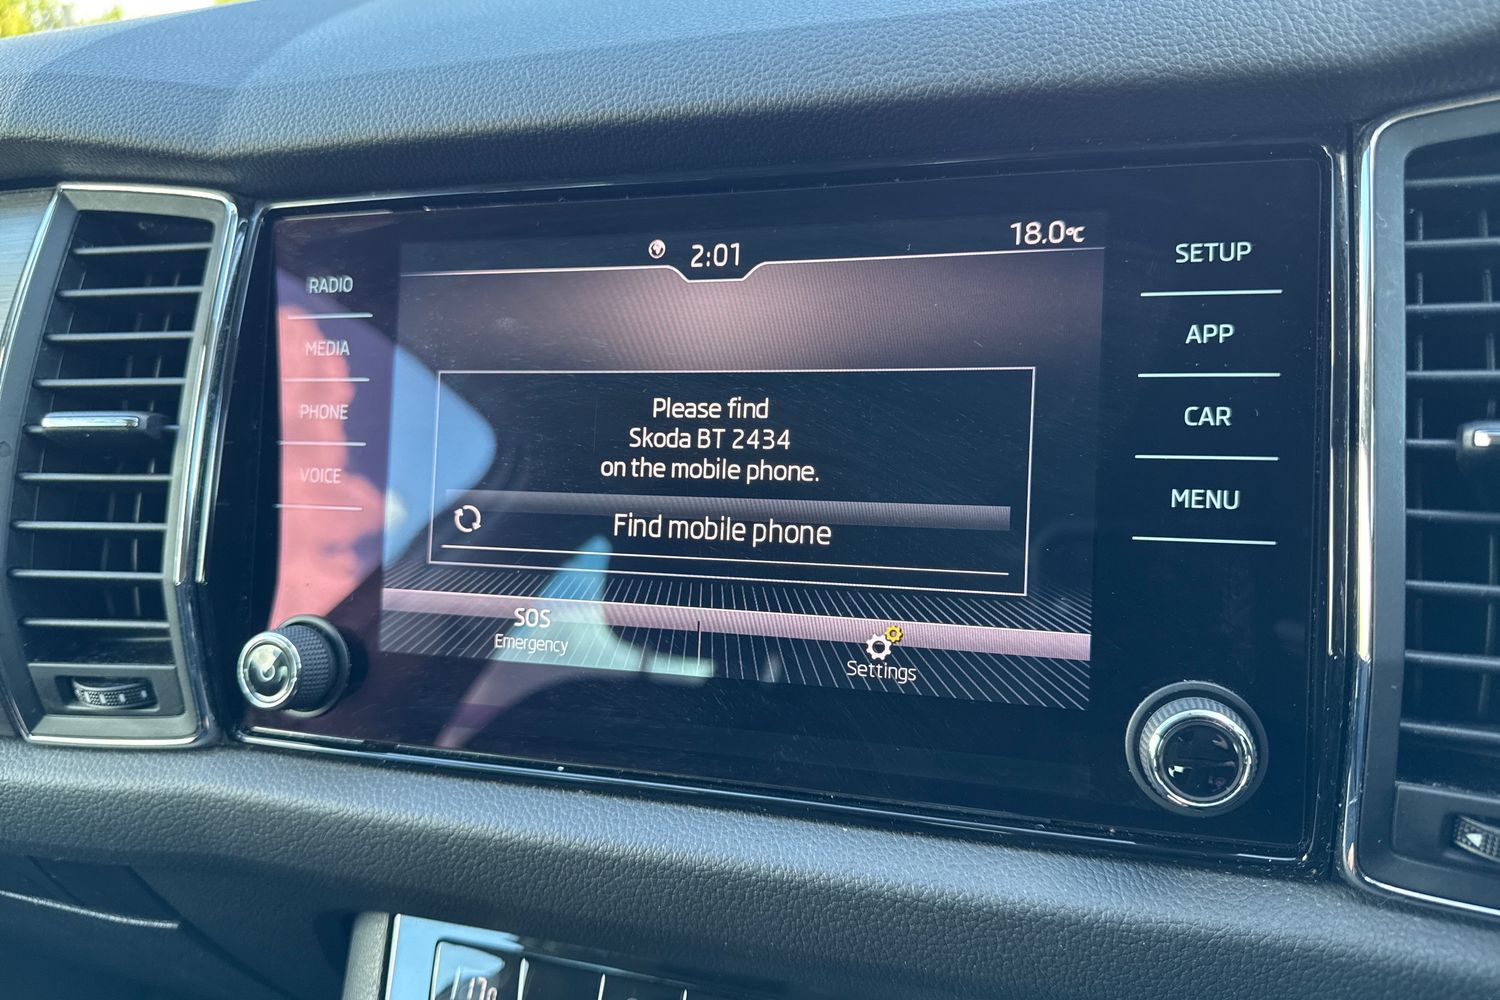 2:01
18.0°C
RADIO
MEDIA
PHONE
VOICE
Please find
Skoda BT 2434
on the mobile phone.
Find mobile phone
SOS
Emergency
Settings
SETUP
APP
CAR
MENU